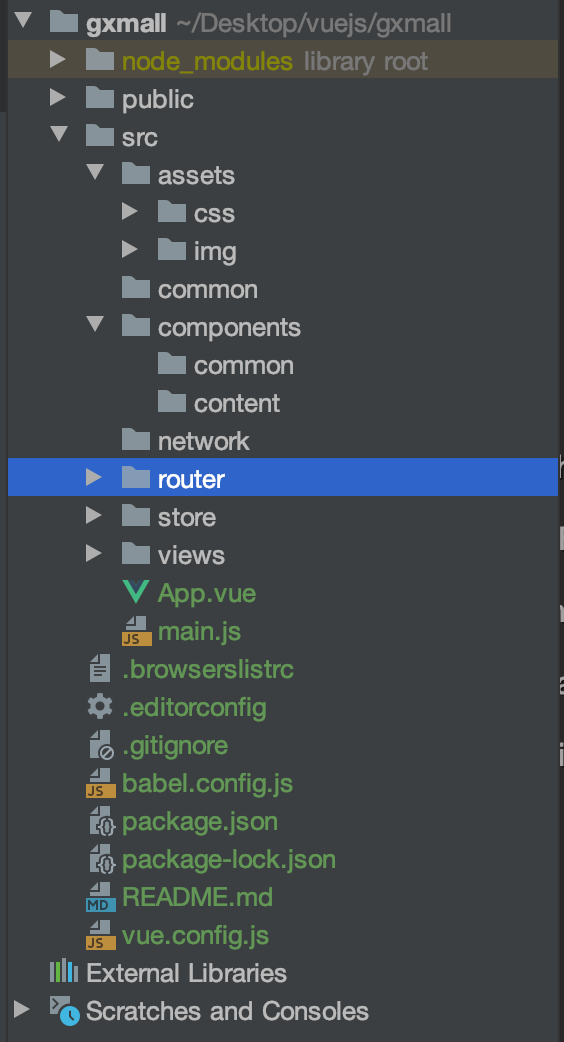 gxmall ~/Desktop/vuejs/gxmall
node_modules library root
public
src
assets
css
img
common
components
common
content
network
router
store
views
App.vue
JS main.js
.browserslistrc
.editorconfig
.gitignore
JS babel.config.js
package.json
package-lock.json
MD README.md
JS vue.config.js
External Libraries
Scratches and Consoles